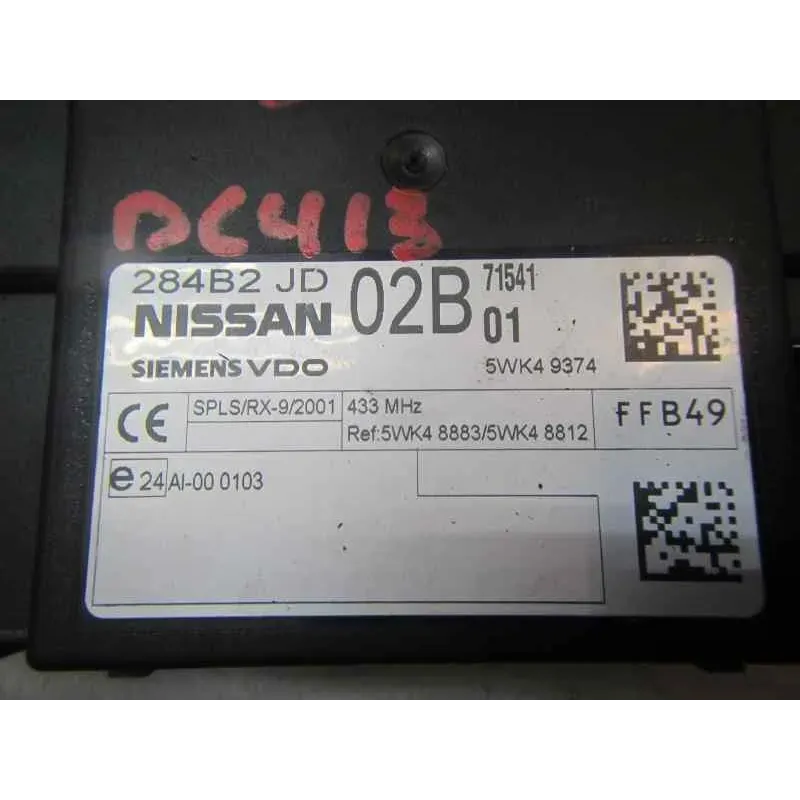 DC413
284B2 JD 02B 71541
NISSAN 01
SIEMENS VDO 5WK4 9374
CE SPLS/RX-9/2001 433 MHz FFB49
Ref:5WK4 8883/5WK4 8812
e 24 AI-00 0103